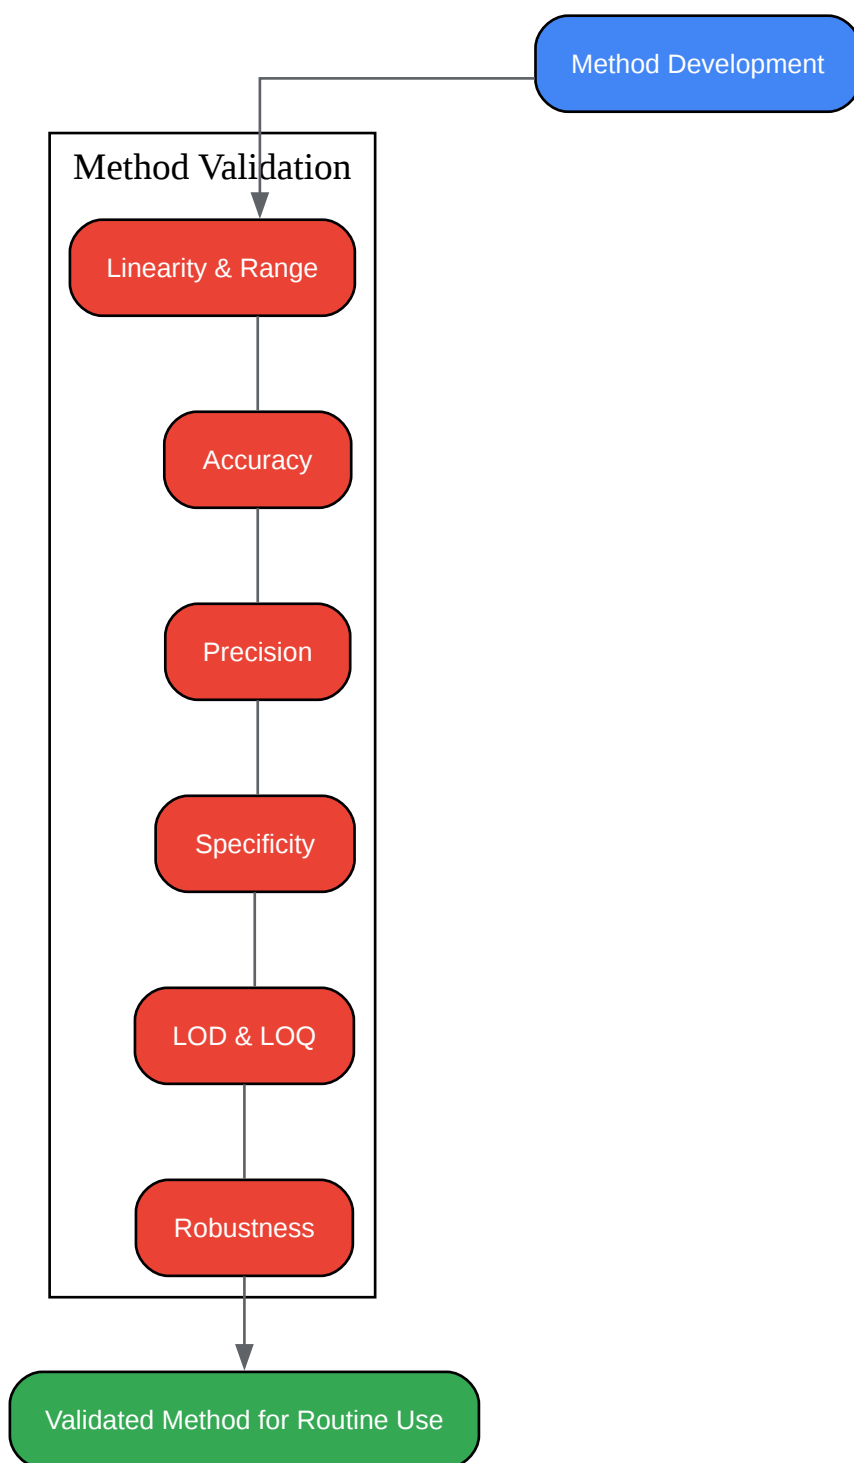 Method Development
Method Validation
Linearity & Range
Accuracy
Precision
Specificity
LOD & LOQ
Robustness
Validated Method for Routine Use